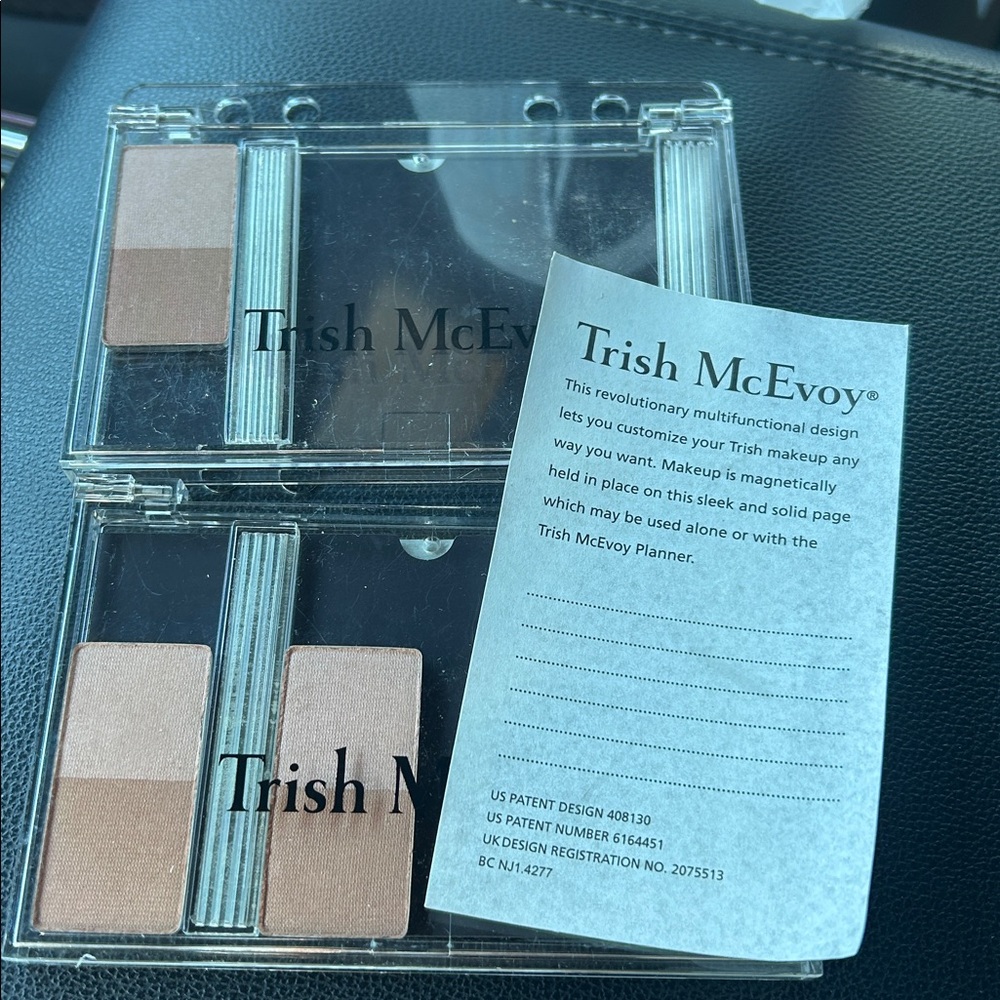 Trish McEv
Trish McEvoy®
This revolutionary multifunctional design
lets you customize your Trish makeup any
way you want. Makeup is magnetically
held in place on this sleek and solid page
which may be used alone or with the
Trish McEvoy Planner.
Trish M
US PATENT DESIGN 408130
US PATENT NUMBER 6164451
UK DESIGN REGISTRATION NO. 2075513
BC NJ1.4277